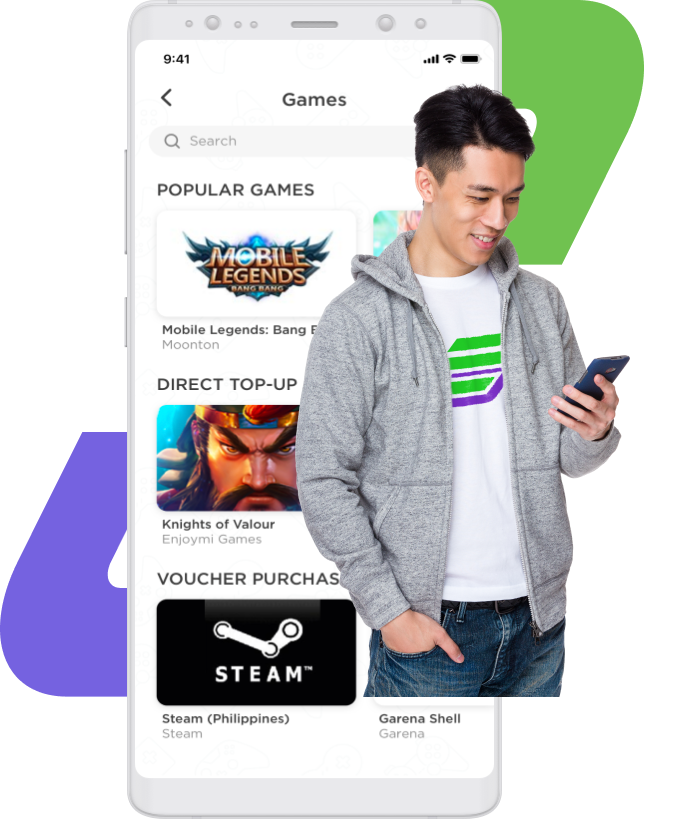 9:41
Games
Search
POPULAR GAMES
MOBILE
LEGENDS
BANG BANG
Mobile Legends: Bang
Moonton
DIRECT TOP-UP
Knights of Valour
Enjoymi Games
VOUCHER PURCHAS
STEAM™
Steam (Philippines)
Steam
Garena Shell
Garena